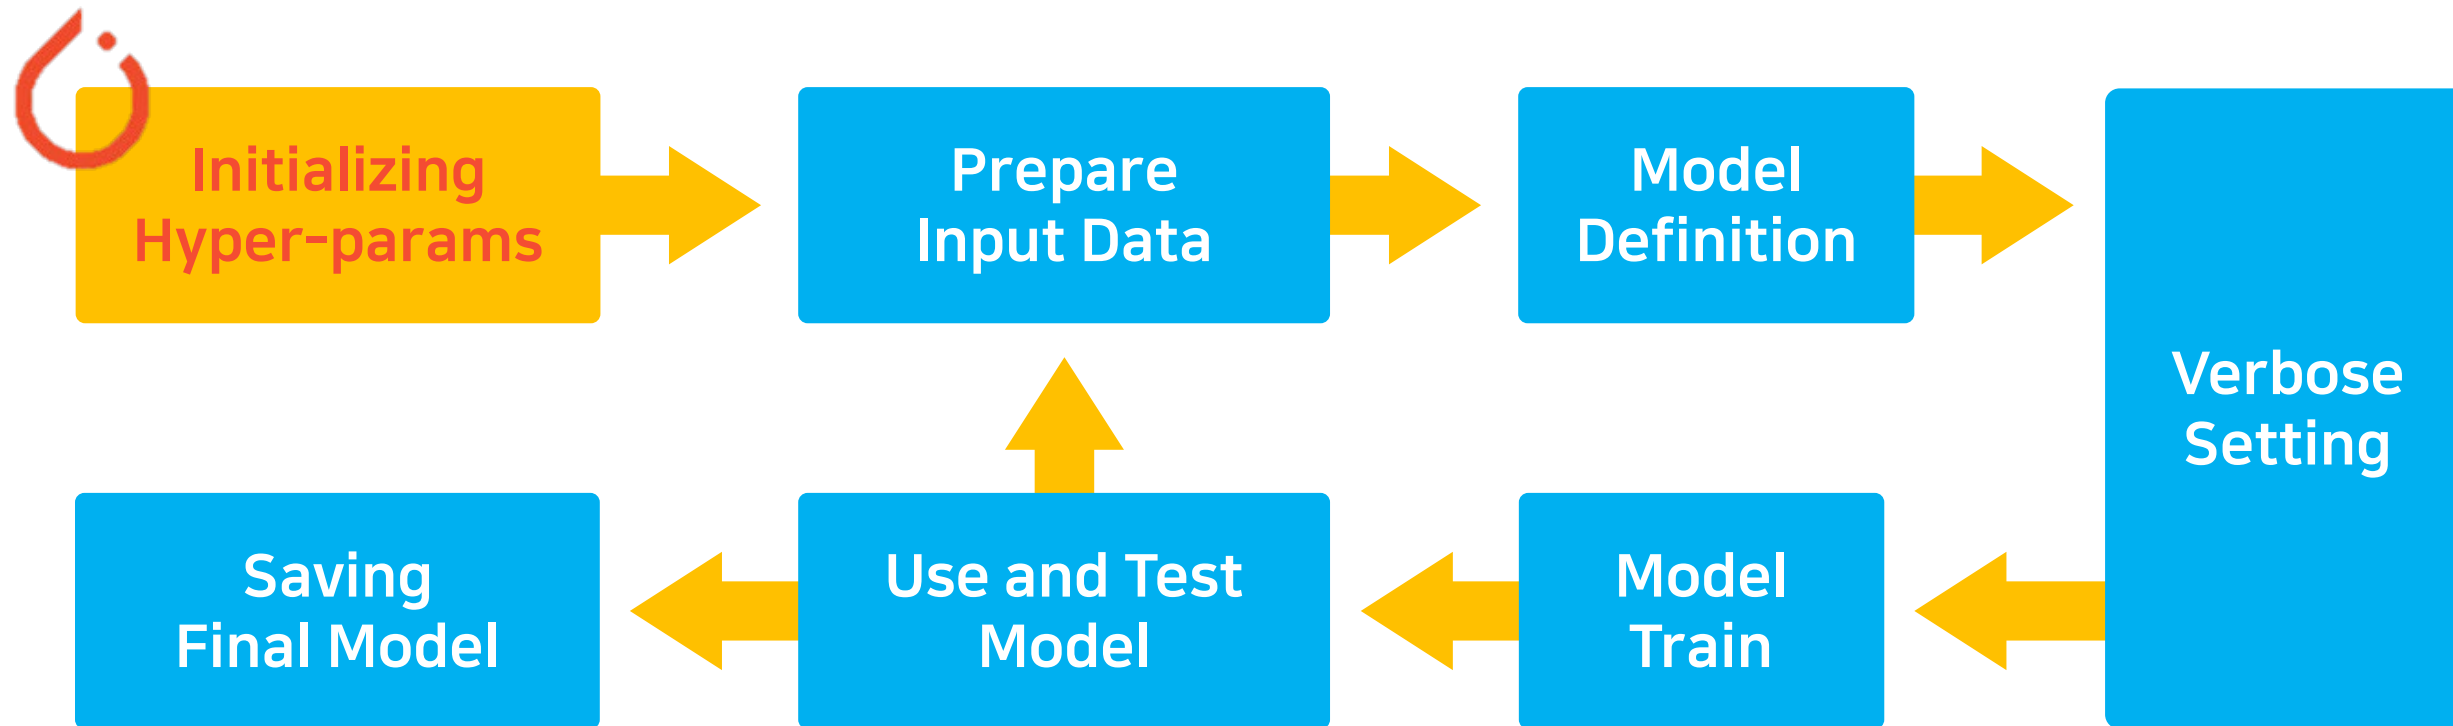 Initializing
Hyper-params
Prepare
Input Data
Model
Definition
Verbose
Setting
Model
Train
Use and Test
Model
Saving
Final Model